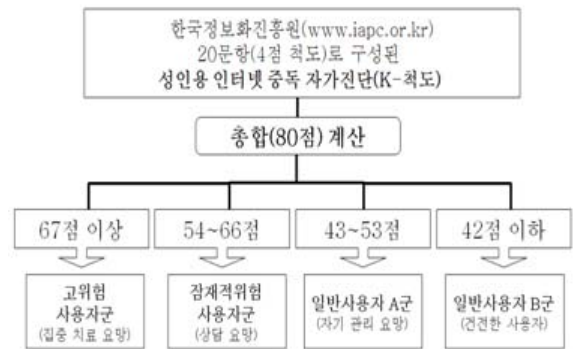 한국정보화진흥원(www.iapc.or.kr)
20문항(4점 척도)로 구성된
성인용 인터넷 중독 자가진단(K-척도)
총합(80점) 계산
67점 이상
54~66점
43~53점
42점 이하
고위험
사용자군
(집중 치료 요망)
잠재적위험
사용자군
(상담 요망)
일반사용자 A군
(자기 관리 요망)
일반사용자 B군
(건전한 사용자)